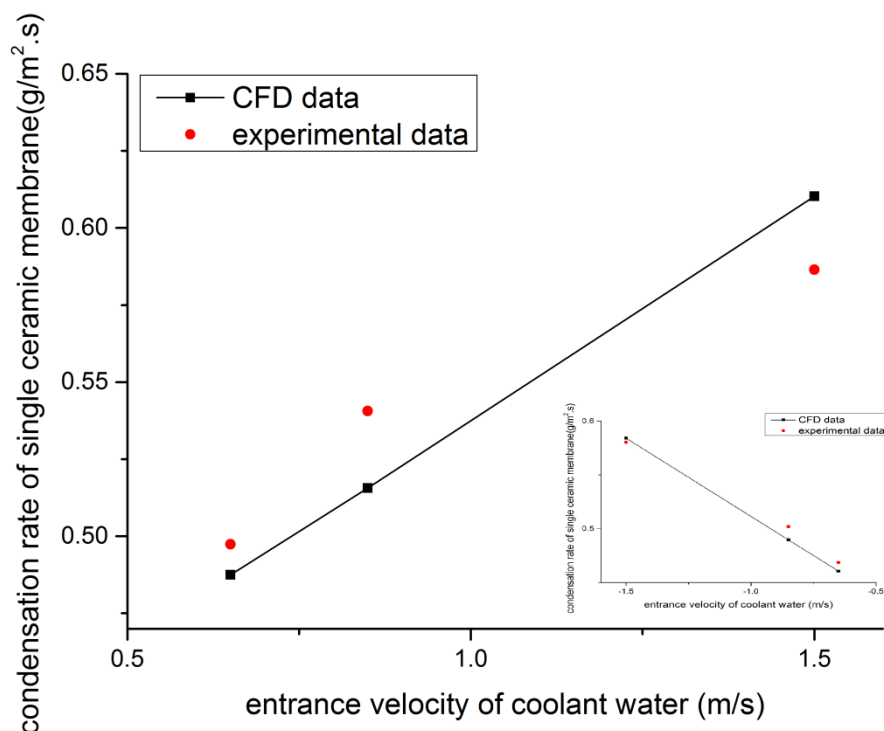 condensation rate of single ceramic membrane(g/m².s)
0.65
0.60
0.55
0.50
CFD data
experimental data
0.5
1.0
1.5
entrance velocity of coolant water (m/s)
condensation rate of single ceramic membrane(g/m².s)
0.6
0.5
CFD data
experimental data
-1.5
-1.0
-0.5
entrance velocity of coolant water (m/s)